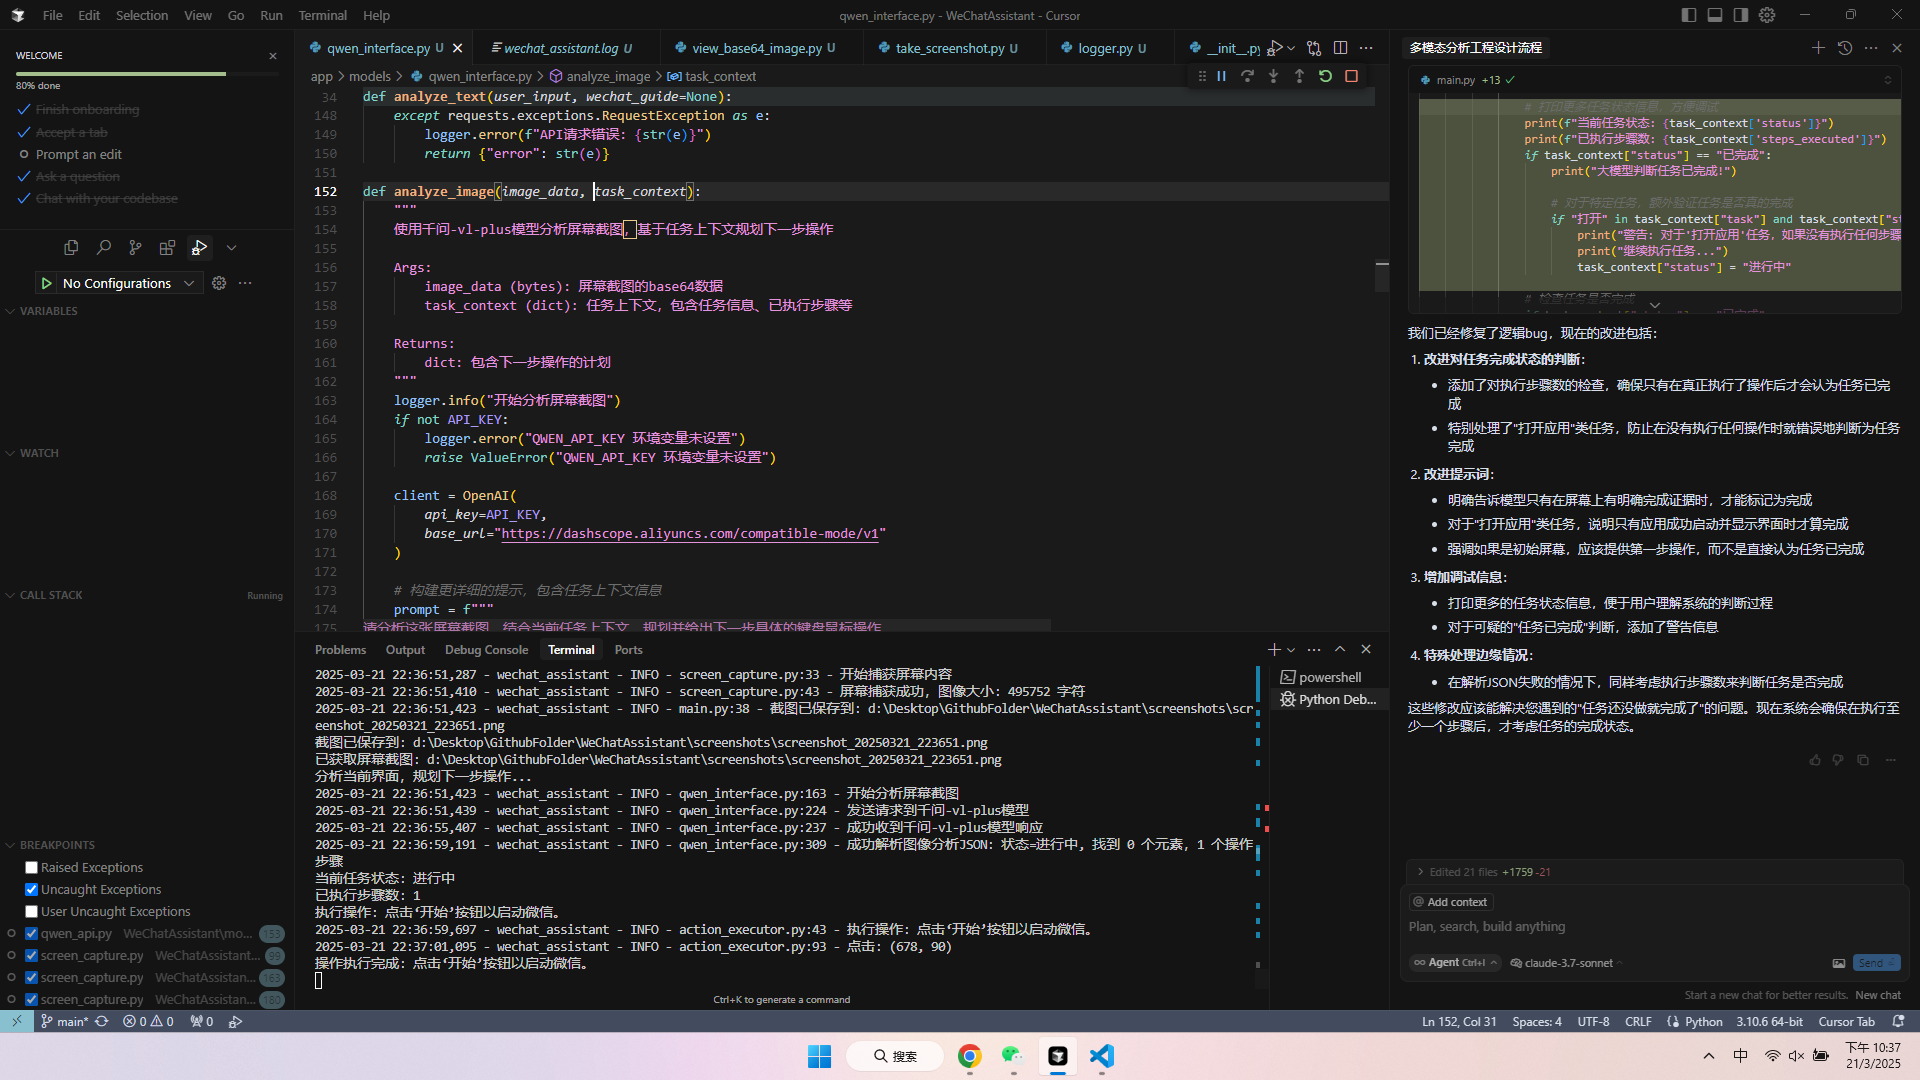 File Edit Selection View Go Run Terminal Help
qwen_interface.py - WeChatAssistant - Cursor
WELCOME
80% done
Finish onboarding
Accept a tab
Prompt an edit
Ask a question
Chat with your codebase
No Configurations
VARIABLES
WATCH
CALL STACK Running
BREAKPOINTS
Raised Exceptions
Uncaught Exceptions
User Uncaught Exceptions
qwen_api.py WeChatAssistant\mo... 153
screen_capture.py WeChatAssistant... 99
screen_capture.py WeChatAssistan... 163
screen_capture.py WeChatAssistan... 180
qwen_interface.py U wechat_assistant.log U view_base64_image.py U take_screenshot.py U logger.py U __init__.py
app > models > qwen_interface.py > analyze_image > task_context
34 def analyze_text(user_input, wechat_guide=None):
148 except requests.exceptions.RequestException as e:
149 logger.error(f"API请求错误: {str(e)}")
150 return {"error": str(e)}
151
152 def analyze_image(image_data, task_context):
153 """
154 使用千问-vl-plus模型分析屏幕截图，基于任务上下文规划下一步操作
155
156 Args:
157 image_data (bytes): 屏幕截图的base64数据
158 task_context (dict): 任务上下文，包含任务信息、已执行步骤等
159
160 Returns:
161 dict: 包含下一步操作的计划
162 """
163 logger.info("开始分析屏幕截图")
164 if not API_KEY:
165 logger.error("QWEN_API_KEY 环境变量未设置")
166 raise ValueError("QWEN_API_KEY 环境变量未设置")
167
168 client = OpenAI(
169 api_key=API_KEY,
170 base_url="https://dashscope.aliyuncs.com/compatible-mode/v1"
171 )
172
173 # 构建更详细的提示，包含任务上下文信息
174 prompt = f"""
175 请分析这张屏幕截图，结合当前任务上下文，规划并给出下一步具体的键盘鼠标操作
Problems Output Debug Console Terminal Ports
2025-03-21 22:36:51,287 - wechat_assistant - INFO - screen_capture.py:33 - 开始捕获屏幕内容
2025-03-21 22:36:51,410 - wechat_assistant - INFO - screen_capture.py:43 - 屏幕捕获成功, 图像大小: 495752 字符
2025-03-21 22:36:51,423 - wechat_assistant - INFO - main.py:38 - 截图已保存到: d:\Desktop\GithubFolder\WeChatAssistant\screenshots\scr
eenshot_20250321_223651.png
截图已保存到: d:\Desktop\GithubFolder\WeChatAssistant\screenshots\screenshot_20250321_223651.png
已获取屏幕截图: d:\Desktop\GithubFolder\WeChatAssistant\screenshots\screenshot_20250321_223651.png
分析当前界面, 规划下一步操作...
2025-03-21 22:36:51,423 - wechat_assistant - INFO - qwen_interface.py:163 - 开始分析屏幕截图
2025-03-21 22:36:51,439 - wechat_assistant - INFO - qwen_interface.py:224 - 发送请求到千问-vl-plus模型
2025-03-21 22:36:55,407 - wechat_assistant - INFO - qwen_interface.py:237 - 成功收到千问-vl-plus模型响应
2025-03-21 22:36:59,191 - wechat_assistant - INFO - qwen_interface.py:309 - 成功解析图像分析JSON: 状态=进行中, 找到 0 个元素, 1 个操作
步骤
当前任务状态: 进行中
已执行步骤数: 1
执行操作: 点击‘开始’按钮以启动微信。
2025-03-21 22:36:59,697 - wechat_assistant - INFO - action_executor.py:43 - 执行操作: 点击‘开始’按钮以启动微信。
2025-03-21 22:37:01,095 - wechat_assistant - INFO - action_executor.py:93 - 点击: (678, 90)
操作执行完成: 点击‘开始’按钮以启动微信。
Ctrl+K to generate a command
powershell
Python Deb...
多模态分析工程设计流程
main.py +13
# 打印更多任务状态信息，方便调试
print(f"当前任务状态: {task_context['status']}")
print(f"已执行步骤数: {task_context['steps_executed']}")
if task_context["status"] == "已完成":
print("大模型判断任务已完成!")
# 对于特定任务，额外验证任务是否真的完成
if "打开" in task_context["task"] and task_context["st
print("警告: 对于'打开应用'任务，如果没有执行任何步骤
print("继续执行任务...")
task_context["status"] = "进行中"
# 检查任务是否完成
我们已经修复了逻辑bug，现在的改进包括：
1. 改进对任务完成状态的判断：
• 添加了对执行步骤数的检查，确保只有在真正执行了操作后才会认为任务已完
成
• 特别处理了"打开应用"类任务，防止在没有执行任何操作时就错误地判断为任务
完成
2. 改进提示词：
• 明确告诉模型只有在屏幕上有明确完成证据时，才能标记为完成
• 对于"打开应用"类任务，说明只有应用成功启动并显示界面时才算完成
• 强调如果是初始屏幕，应该提供第一步操作，而不是直接认为任务已完成
3. 增加调试信息：
• 打印更多的任务状态信息，便于用户理解系统的判断过程
• 对于可疑的"任务已完成"判断，添加了警告信息
4. 特殊处理边缘情况：
• 在解析JSON失败的情况下，同样考虑执行步骤数来判断任务是否完成
这些修改应该能解决您遇到的"任务还没做就完成了"的问题。现在系统会确保在执行至
少一个步骤后，才考虑任务的完成状态。
Edited 21 files +1759 -21
@ Add context
Plan, search, build anything
Agent Ctrl+I claude-3.7-sonnet Send
Start a new chat for better results. New chat
main* 0 0 0 Ln 152, Col 31 Spaces: 4 UTF-8 CRLF Python 3.10.6 64-bit Cursor Tab
搜索
中
下午 10:37
21/3/2025